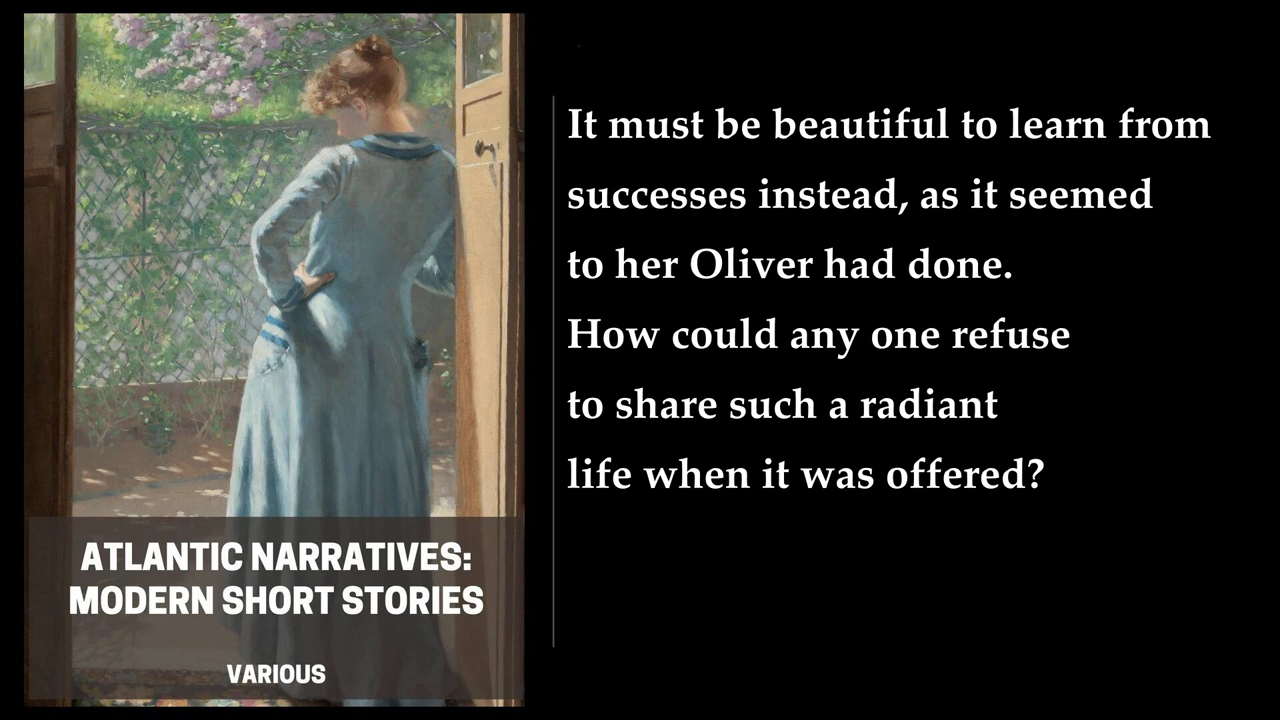 It must be beautiful to learn from
successes instead, as it seemed
to her Oliver had done.
How could any one refuse
to share such a radiant
life when it was offered?
ATLANTIC NARRATIVES:
MODERN SHORT STORIES
VARIOUS